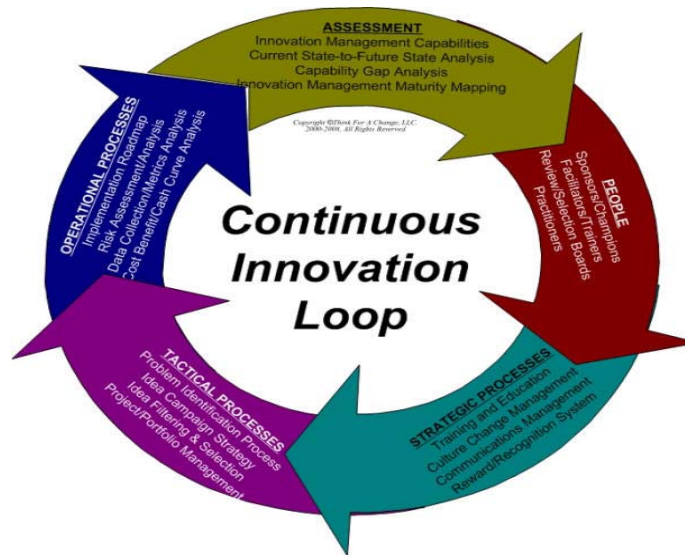 ASSESSMENT
Innovation Management Capabilities
Current State-to-Future State Analysis
Capability Gap Analysis
Innovation Management Maturity Mapping
Copyright ©Think For A Change, LLC.
2000-2008, All Rights Reserved
PEOPLE
Sponsors/Champions
Facilitators/Trainers
Review/Selection Boards
Practitioners
STRATEGIC PROCESSES
Training and Education
Culture Change Management
Communications Management
Reward/Recognition System
TACTICAL PROCESSES
Problem Identification Process
Idea Campaign Strategy
Idea Filtering & Selection
Project/Portfolio Management
OPERATIONAL PROCESSES
Implementation Roadmap
Risk Assessment/Analysis
Data Collection/Metrics Analysis
Cost Benefit/Cash Curve Analysis
Continuous
Innovation
Loop